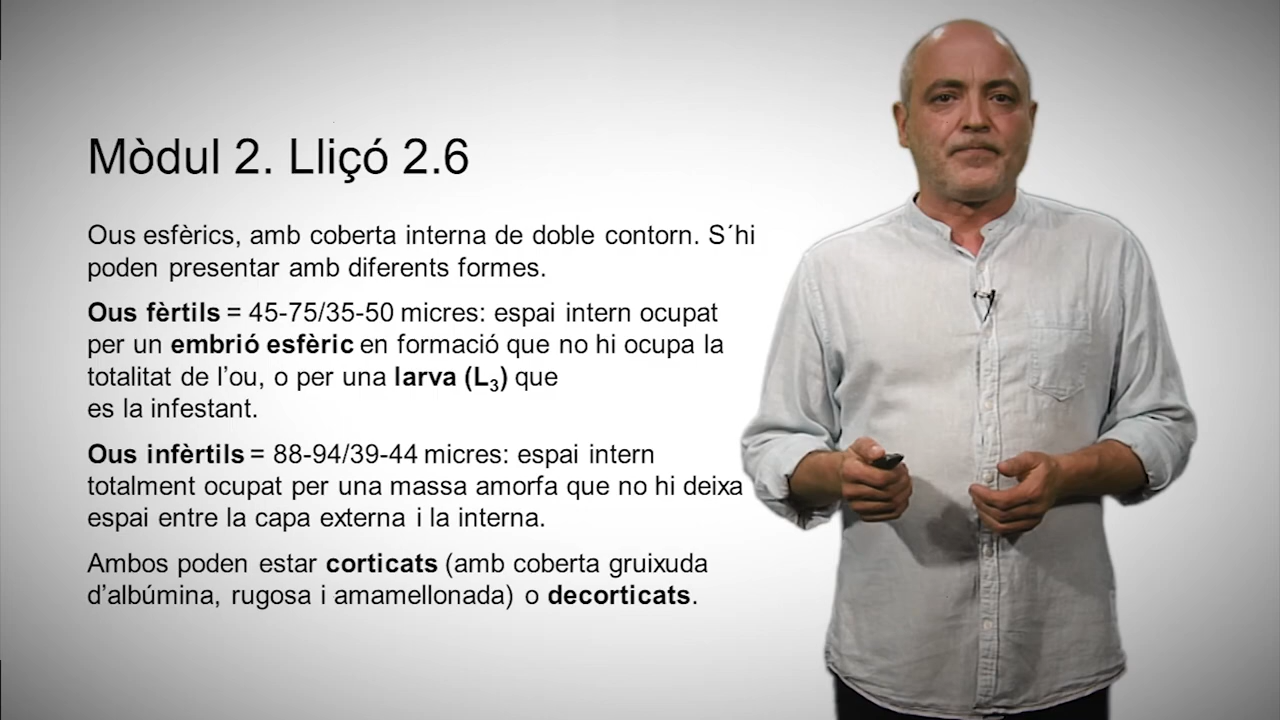 Mòdul 2. Lliçó 2.6
Ous esfèrics, amb coberta interna de doble contorn. S´hi
poden presentar amb diferents formes.
Ous fèrtils = 45-75/35-50 micres: espai intern ocupat
per un embrió esfèric en formació que no hi ocupa la
totalitat de l’ou, o per una larva (L₃) que
es la infestant.
Ous infèrtils = 88-94/39-44 micres: espai intern
totalment ocupat per una massa amorfa que no hi deixa
espai entre la capa externa i la interna.
Ambos poden estar corticats (amb coberta gruixuda
d’albúmina, rugosa i amamellonada) o decorticats.